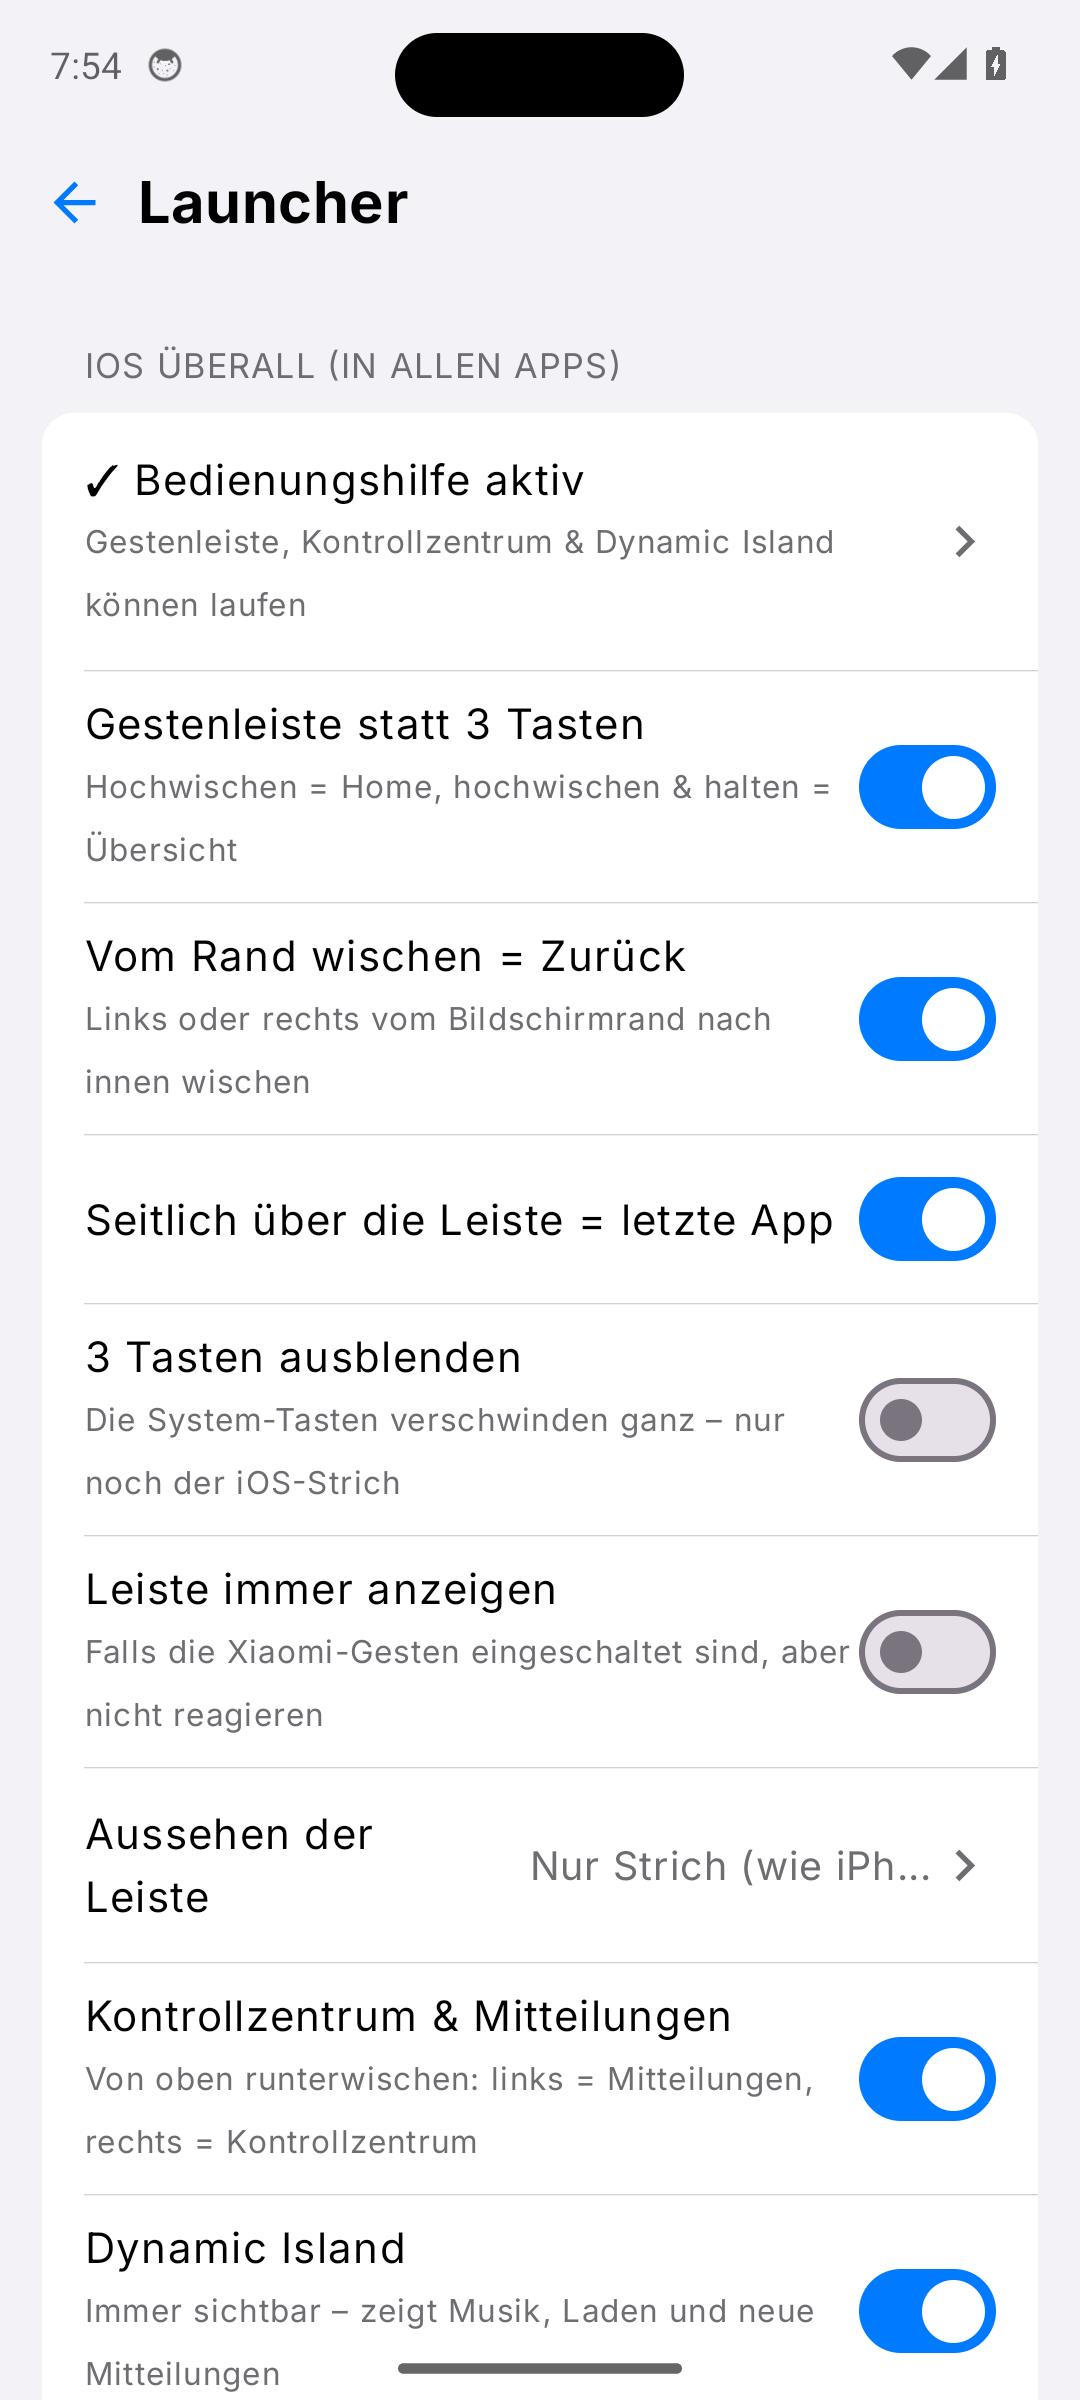 7:54
Launcher
IOS ÜBERALL (IN ALLEN APPS)
✓ Bedienungshilfe aktiv
Gestenleiste, Kontrollzentrum & Dynamic Island
können laufen
Gestenleiste statt 3 Tasten
Hochwischen = Home, hochwischen & halten =
Übersicht
Vom Rand wischen = Zurück
Links oder rechts vom Bildschirmrand nach
innen wischen
Seitlich über die Leiste = letzte App
3 Tasten ausblenden
Die System-Tasten verschwinden ganz – nur
noch der iOS-Strich
Leiste immer anzeigen
Falls die Xiaomi-Gesten eingeschaltet sind, aber
nicht reagieren
Aussehen der
Leiste
Nur Strich (wie iPh...
Kontrollzentrum & Mitteilungen
Von oben runterwischen: links = Mitteilungen,
rechts = Kontrollzentrum
Dynamic Island
Immer sichtbar – zeigt Musik, Laden und neue
Mitteilungen